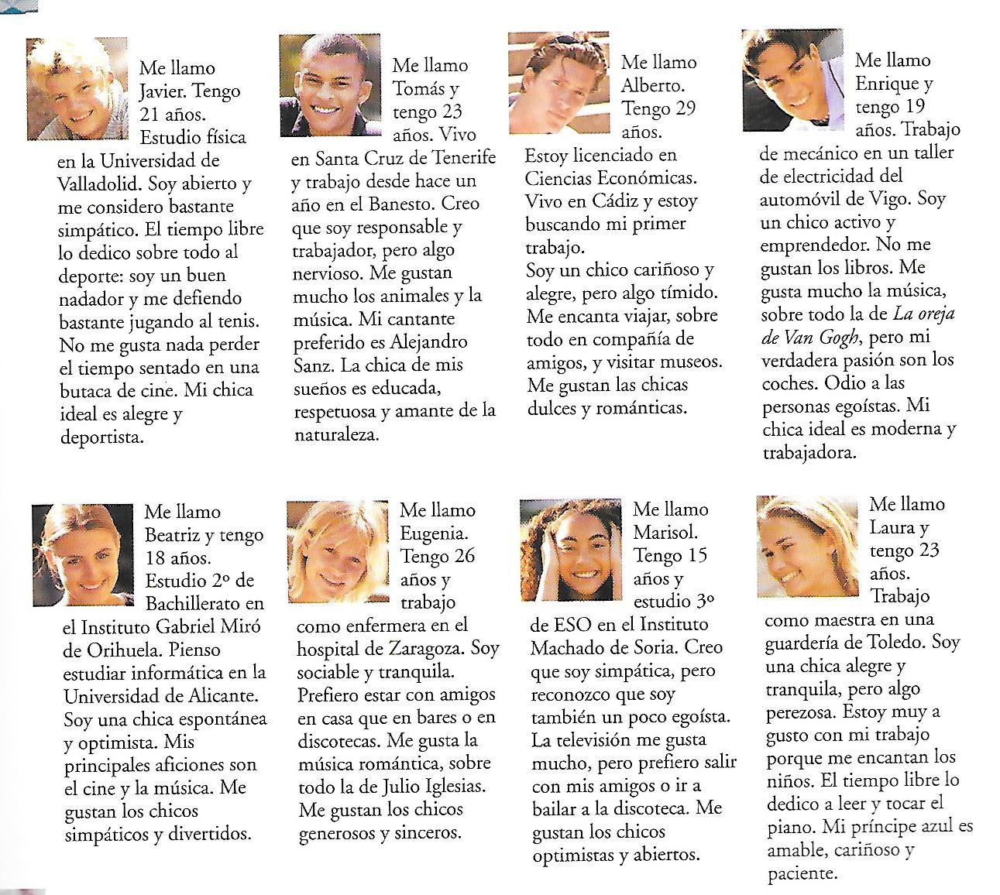 Me llamo
Javier. Tengo
21 años.
Estudio física
en la Universidad de
Valladolid. Soy abierto y
me considero bastante
simpático. El tiempo libre
lo dedico sobre todo al
deporte: soy un buen
nadador y me defiendo
bastante jugando al tenis.
No me gusta nada perder
el tiempo sentado en una
butaca de cine. Mi chica
ideal es alegre y
deportista.
Me llamo
Tomás y
tengo 23
años. Vivo
en Santa Cruz de Tenerife
y trabajo desde hace un
año en el Banesto. Creo
que soy responsable y
trabajador, pero algo
nervioso. Me gustan
mucho los animales y la
música. Mi cantante
preferido es Alejandro
Sanz. La chica de mis
sueños es educada,
respetuosa y amante de la
naturaleza.
Me llamo
Alberto.
Tengo 29
años.
Estoy licenciado en
Ciencias Económicas.
Vivo en Cádiz y estoy
buscando mi primer
trabajo.
Soy un chico cariñoso y
alegre, pero algo tímido.
Me encanta viajar, sobre
todo en compañía de
amigos, y visitar museos.
Me gustan las chicas
dulces y románticas.
Me llamo
Enrique y
tengo 19
años. Trabajo
de mecánico en un taller
de electricidad del
automóvil de Vigo. Soy
un chico activo y
emprendedor. No me
gustan los libros. Me
gusta mucho la música,
sobre todo la de La oreja
de Van Gogh, pero mi
verdadera pasión son los
coches. Odio a las
personas egoístas. Mi
chica ideal es moderna y
trabajadora.
Me llamo
Beatriz y tengo
18 años.
Estudio 2º de
Bachillerato en
el Instituto Gabriel Miró
de Orihuela. Pienso
estudiar informática en la
Universidad de Alicante.
Soy una chica espontánea
y optimista. Mis
principales aficiones son
el cine y la música. Me
gustan los chicos
simpáticos y divertidos.
Me llamo
Eugenia.
Tengo 26
años y
trabajo
como enfermera en el
hospital de Zaragoza. Soy
sociable y tranquila.
Prefiero estar con amigos
en casa que en bares o en
discotecas. Me gusta la
música romántica, sobre
todo la de Julio Iglesias.
Me gustan los chicos
generosos y sinceros.
Me llamo
Marisol.
Tengo 15
años y
estudio 3º
de ESO en el Instituto
Machado de Soria. Creo
que soy simpática, pero
reconozco que soy
también un poco egoísta.
La televisión me gusta
mucho, pero prefiero salir
con mis amigos o ir a
bailar a la discoteca. Me
gustan los chicos
optimistas y abiertos.
Me llamo
Laura y
tengo 23
años.
Trabajo
como maestra en una
guardería de Toledo. Soy
una chica alegre y
tranquila, pero algo
perezosa. Estoy muy a
gusto con mi trabajo
porque me encantan los
niños. El tiempo libre lo
dedico a leer y tocar el
piano. Mi príncipe azul es
amable, cariñoso y
paciente.